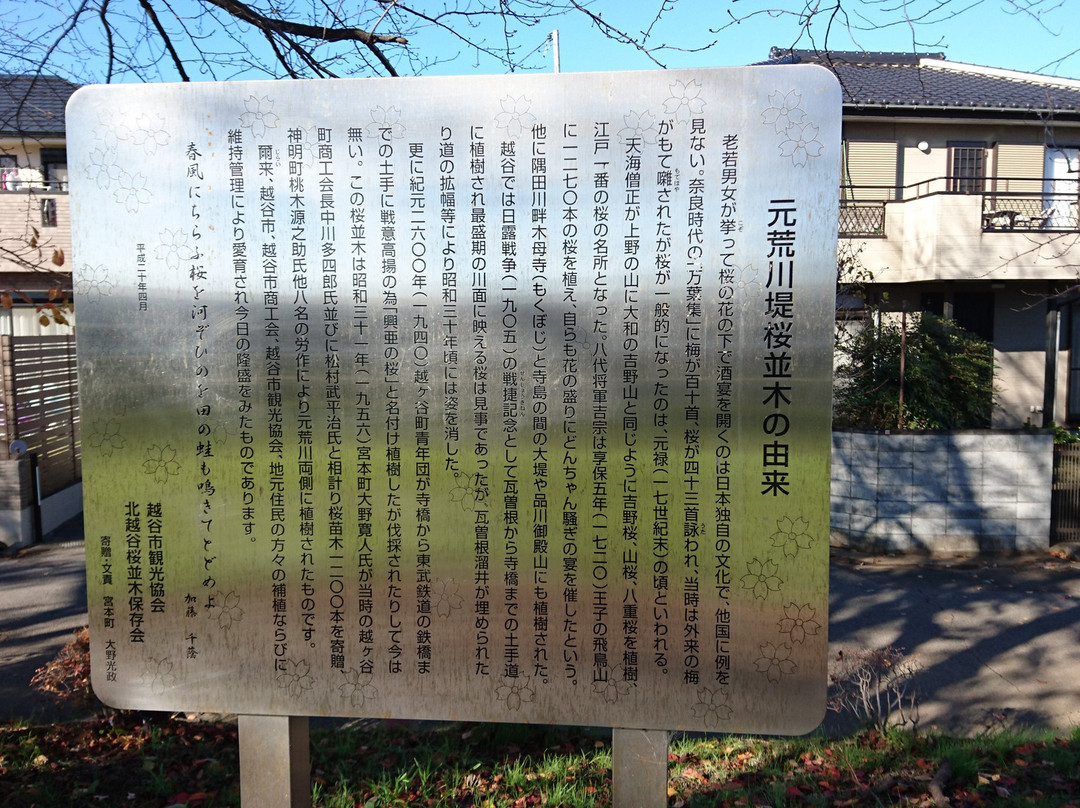 元荒川堤桜並木の由来
老若男女が挙って桜の花の下で酒宴を開くのは日本独自の文化で、他国に例を
見ない。奈良時代の「万葉集」に梅が百十首、桜が四十三首詠われ、当時は外来の梅
がもて囃されたが桜が一般的になったのは、元禄(一七世紀末)の頃といわれる。
天海僧正が上野の山に大和の吉野山と同じように吉野桜、山桜、八重桜を植樹、
江戸一番の桜の名所となった。八代将軍吉宗は享保五年(一七二〇)王子の飛鳥山
に一二七〇本の桜を植え、自らも花の盛りにどんちゃん騒ぎの宴を催したという。
他に隅田川畔木母寺(もくぼじ)と寺島の間の大堤や品川御殿山にも植樹された。
越谷では日露戦争(一九〇五)の戦捷記念として瓦曽根から寺橋までの土手道
に植樹され最盛期の川面に映える桜は見事であったが、瓦曽根溜井が埋められた
り道の拡幅等により昭和三十年頃には姿を消した。
更に紀元二六〇〇年(一九四〇)越ヶ谷町青年団が寺橋から東武鉄道の鉄橋ま
での土手に戦意高揚の為「興亜の桜」と名付け植樹したが伐採されたりして今は
無い。この桜並木は昭和三十一年(一九五六)宮本町大野寛人氏が当時の越ヶ谷
町商工会長中川多四郎氏並びに松村武平治氏と相計り桜苗木一二〇〇本を寄贈、
神明町桃木源之助氏他八名の労作により元荒川両側に植樹されたものです。
爾来、越谷市、越谷市商工会、越谷市観光協会、地元住民の方々の補植ならびに
維持管理により愛育され今日の隆盛をみたものであります。
春風にちらふ桜を河ぞひのを田の蛙も鳴きてとどめよ
加藤 千蔭
平成二十年四月
越谷市観光協会
北越谷桜並木保存会
寄贈・文責 宮本町 大野光政